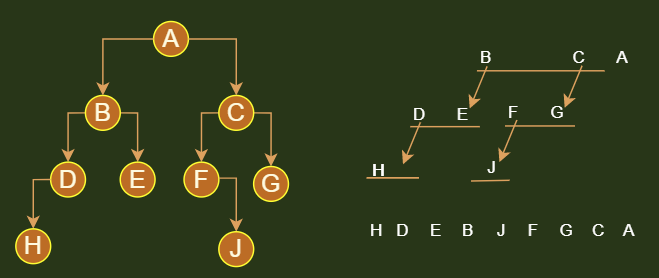 A
B C
D E F G
H J
B C A
D E F G
H J
H D E B J F G C A